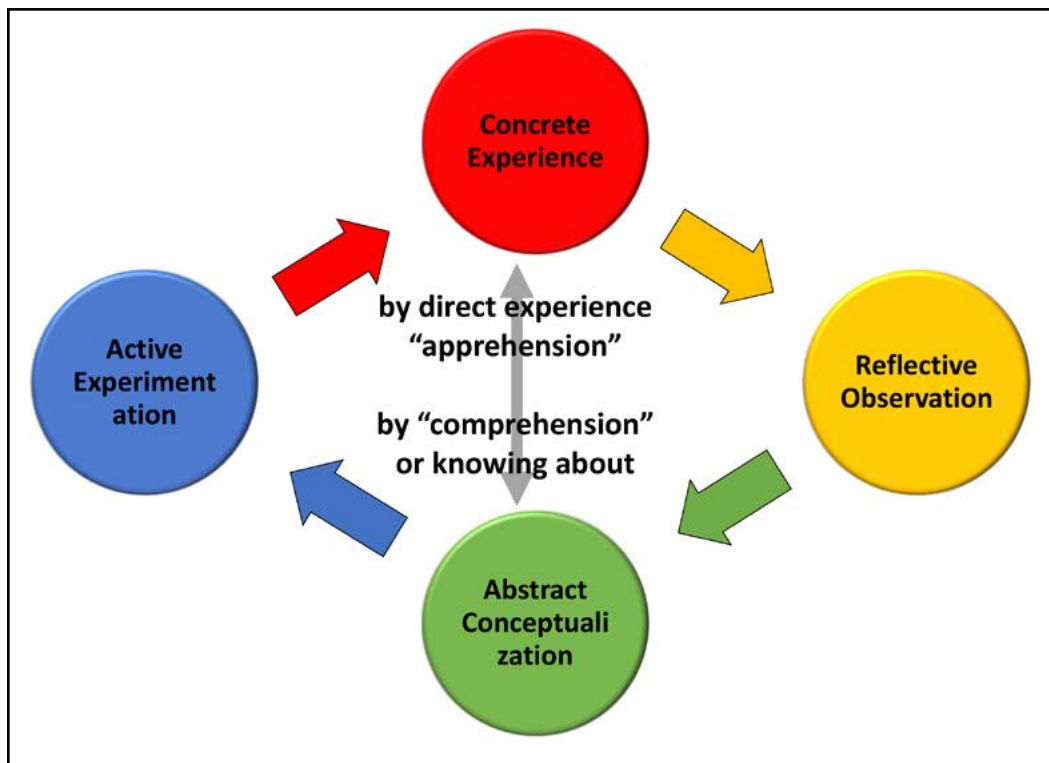 Concrete
Experience
by direct experience
“apprehension”
Active
Experiment
ation
Reflective
Observation
by “comprehension”
or knowing about
Abstract
Conceptuali
zation